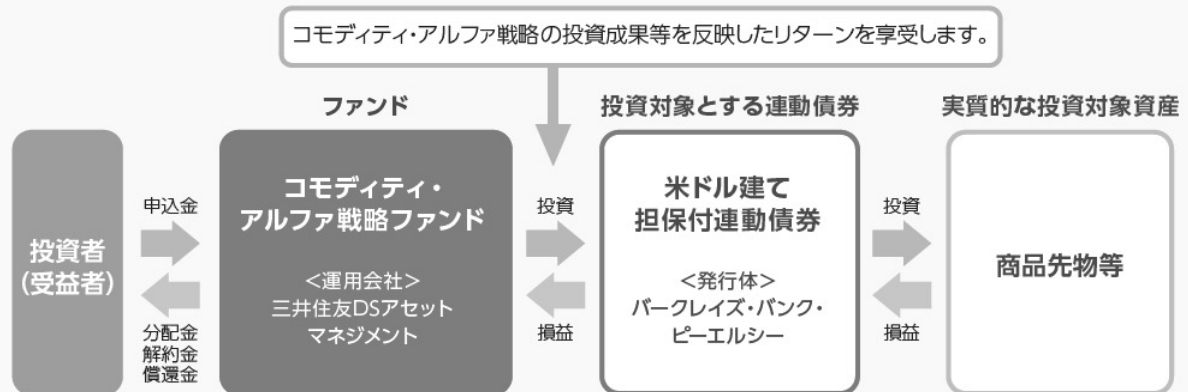 コモディティ・アルファ戦略の投資成果等を反映したリターンを享受します。
ファンド
投資対象とする連動債券
実質的な投資対象資産
投資者
(受益者)
申込金
分配金
解約金
償還金
コモディティ・
アルファ戦略ファンド
<運用会社>
三井住友DSアセット
マネジメント
投資
損益
米ドル建て
担保付連動債券
<発行体>
バークレイズ・バンク・
ピーエルシー
投資
損益
商品先物等